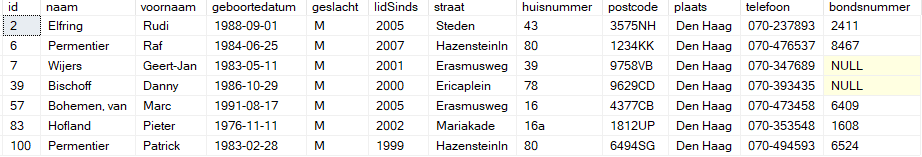 id naam voornaam geboortedatum geslacht lidSinds straat huisnummer postcode plaats telefoon bondsnummer
2 Elfring Rudi 1988-09-01 M 2005 Steden 43 3575NH Den Haag 070-237893 2411
6 Permentier Raf 1984-06-25 M 2007 Hazensteinln 80 1234KK Den Haag 070-476537 8467
7 Wijers Geert-Jan 1983-05-11 M 2001 Erasmusweg 39 9758VB Den Haag 070-347689 NULL
39 Bischoff Danny 1986-10-29 M 2000 Ericaplein 78 9629CD Den Haag 070-393435 NULL
57 Bohemen, van Marc 1991-08-17 M 2005 Erasmusweg 16 4377CB Den Haag 070-473458 6409
83 Hofland Pieter 1976-11-11 M 2002 Mariakade 16a 1812UP Den Haag 070-353548 1608
100 Permentier Patrick 1983-02-28 M 1999 Hazensteinln 80 6494SG Den Haag 070-494593 6524